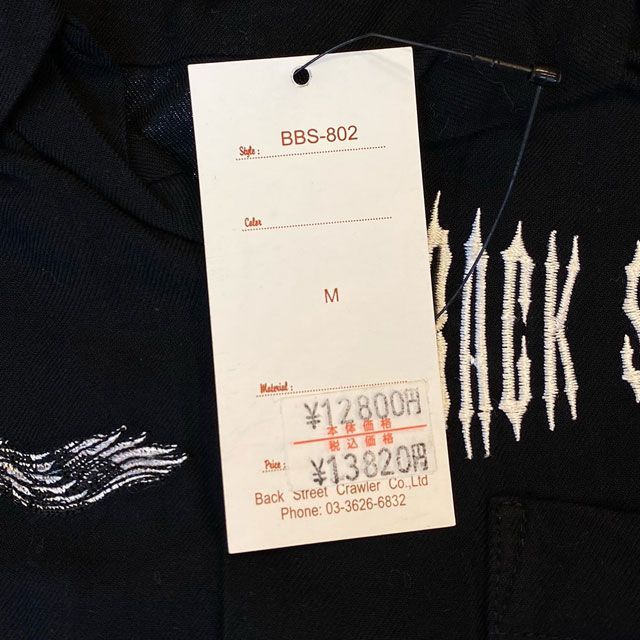 Style : BBS-802
Color
M
Material :
¥12800円
本体価格
税込価格
Price : ¥13820円
Back Street Crawler Co.,Ltd
Phone: 03-3626-6832
BACK S